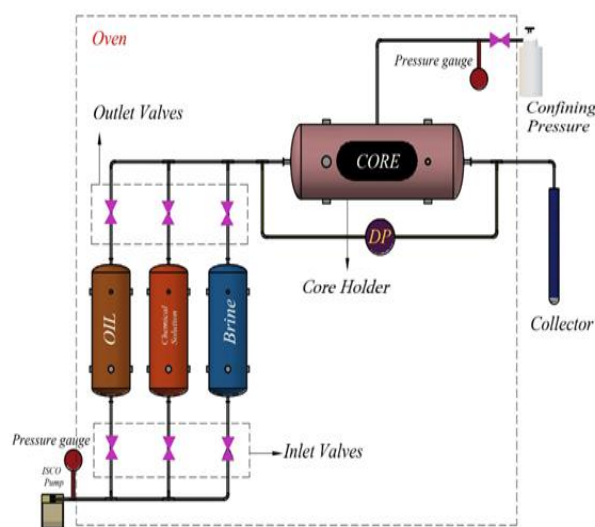 Oven
Pressure gauge
Confining
Pressure
Outlet Valves
CORE
DP
Core Holder
Collector
OIL
Chemical
Solution
Brine
Pressure gauge
Inlet Valves
ISCO
Pump